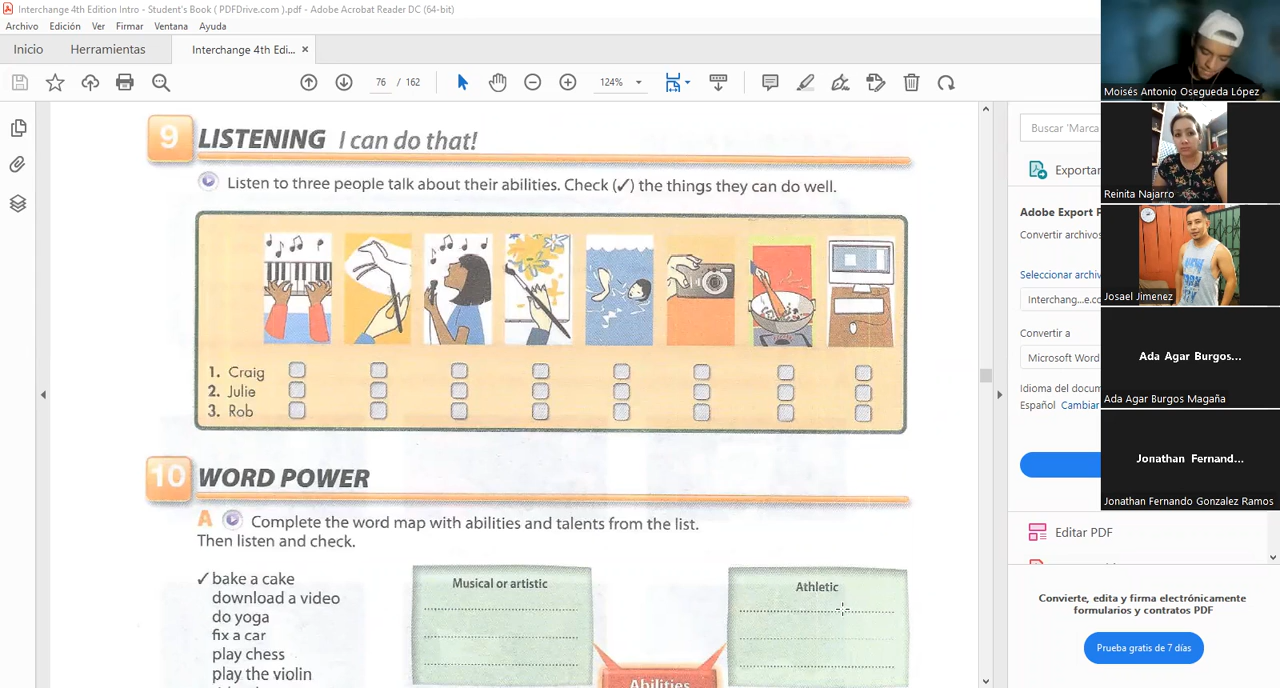 Interchange 4th Edition Intro - Student's Book ( PDFDrive.com ).pdf - Adobe Acrobat Reader DC (64-bit)
Archivo Edición Ver Firmar Ventana Ayuda
Inicio Herramientas Interchange 4th Edi... ×
76 / 162 124%
9 LISTENING I can do that!
Listen to three people talk about their abilities. Check (✓) the things they can do well.
1. Craig
2. Julie
3. Rob
10 WORD POWER
A Complete the word map with abilities and talents from the list.
Then listen and check.
✓ bake a cake
download a video
do yoga
fix a car
play chess
play the violin
Musical or artistic
Athletic
Abilities
Buscar 'Marca
Exportar
Adobe Export P
Convertir archivos
Seleccionar archiv
Interchang...e.co
Convertir a
Microsoft Word
Idioma del docum
Español Cambiar
Editar PDF
Convierte, edita y firma electrónicamente
formularios y contratos PDF
Prueba gratis de 7 días
Moisés Antonio Osegueda López
Reinita Najarro
Josael Jimenez
Ada Agar Burgos...
Ada Agar Burgos Magaña
Jonathan Fernand...
Jonathan Fernando Gonzalez Ramos